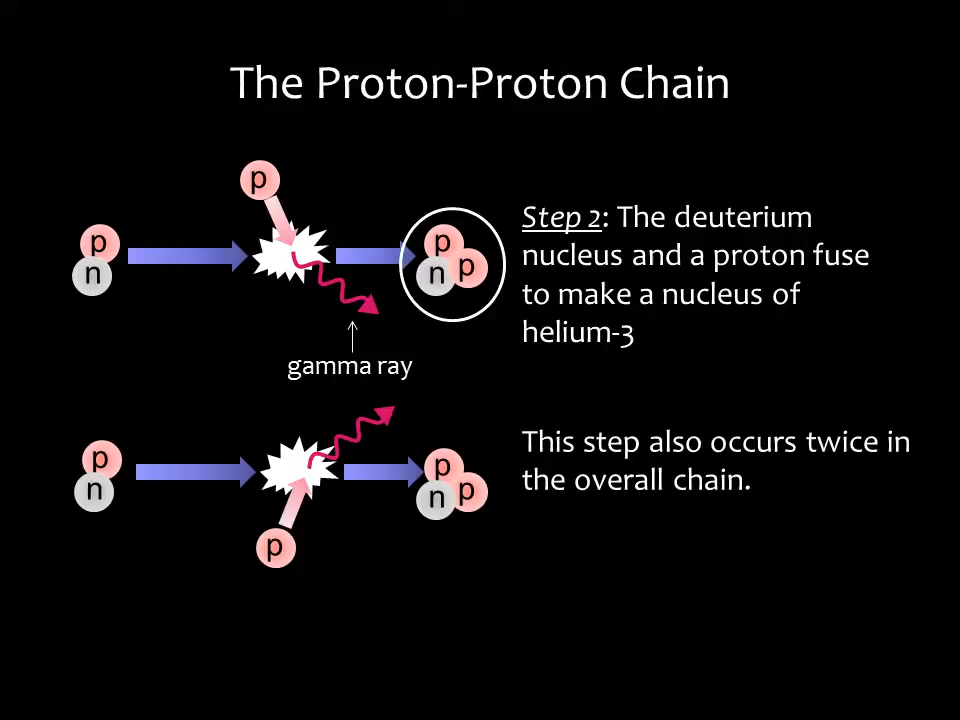 The Proton-Proton Chain
p
p
n
p
n
p
Step 2: The deuterium
nucleus and a proton fuse
to make a nucleus of
helium-3
gamma ray
p
n
p
n
p
p
This step also occurs twice in
the overall chain.